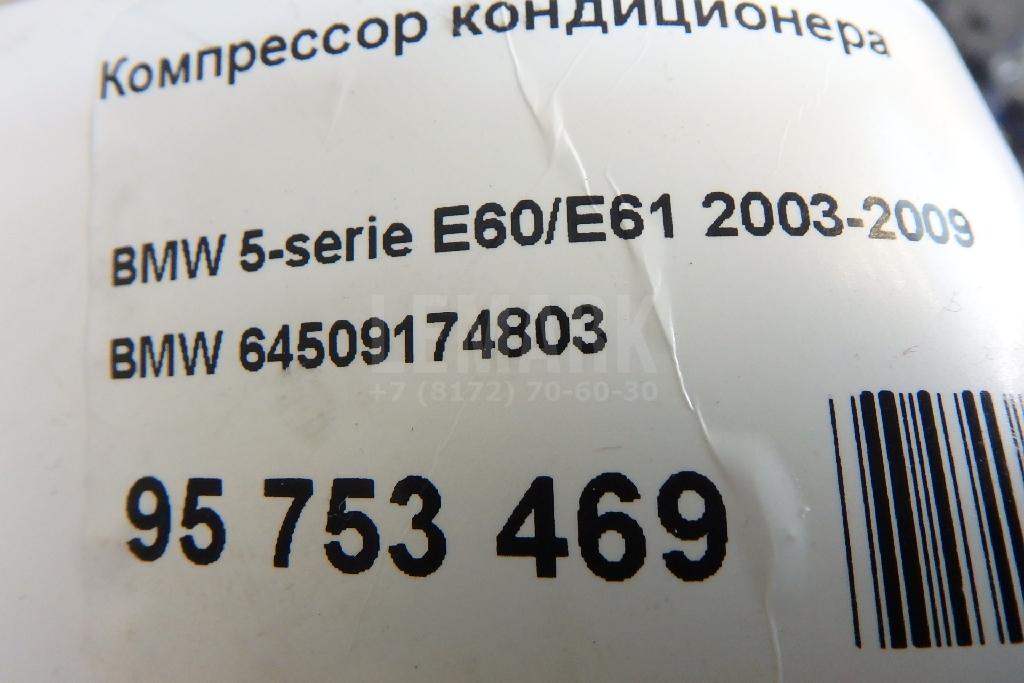 Компрессор кондиционера
BMW 5-serie E60/E61 2003-2009
BMW 64509174803
LEMARK
+7 (8172) 70-60-30
95 753 469